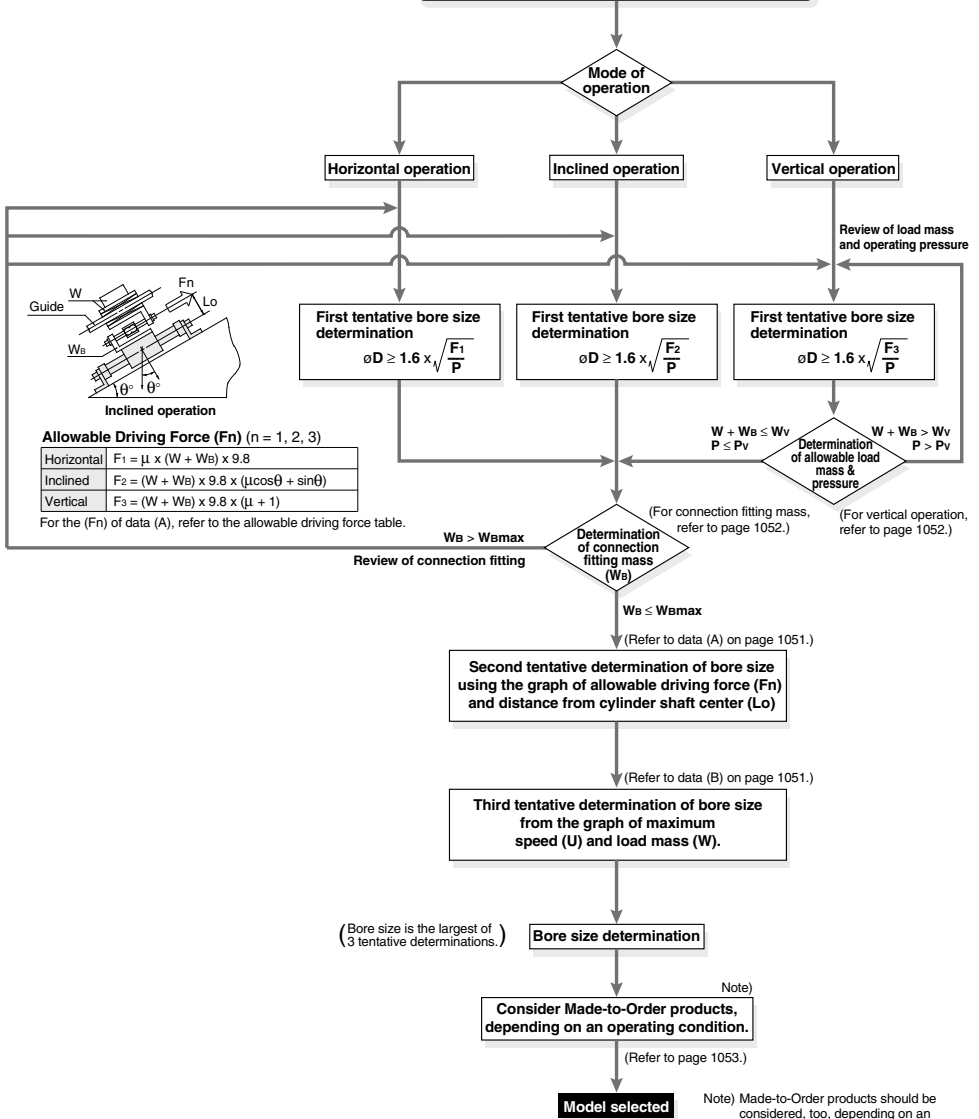 Mode of
operation
Horizontal operation
Inclined operation
Vertical operation
Review of load mass
and operating pressure
W
Fn
Guide
Lo
WB
θ°
θ°
Inclined operation
First tentative bore size
determination
øD ≥ 1.6 x √F1/P
First tentative bore size
determination
øD ≥ 1.6 x √F2/P
First tentative bore size
determination
øD ≥ 1.6 x √F3/P
Allowable Driving Force (Fn) (n = 1, 2, 3)
Horizontal F1 = μ x (W + WB) x 9.8
Inclined F2 = (W + WB) x 9.8 x (μcosθ + sinθ)
Vertical F3 = (W + WB) x 9.8 x (μ + 1)
For the (Fn) of data (A), refer to the allowable driving force table.
W + WB ≤ WV
P ≤ PV
Determination
of allowable load
mass &
pressure
W + WB > WV
P > PV
(For connection fitting mass,
refer to page 1052.)
(For vertical operation,
refer to page 1052.)
WB > WBmax
Review of connection fitting
Determination
of connection
fitting mass
(WB)
WB ≤ WBmax
(Refer to data (A) on page 1051.)
Second tentative determination of bore size
using the graph of allowable driving force (Fn)
and distance from cylinder shaft center (Lo)
(Refer to data (B) on page 1051.)
Third tentative determination of bore size
from the graph of maximum
speed (U) and load mass (W).
(Bore size is the largest of
3 tentative determinations.)
Bore size determination
Note)
Consider Made-to-Order products,
depending on an operating condition.
(Refer to page 1053.)
Model selected
Note) Made-to-Order products should be
considered, too, depending on an